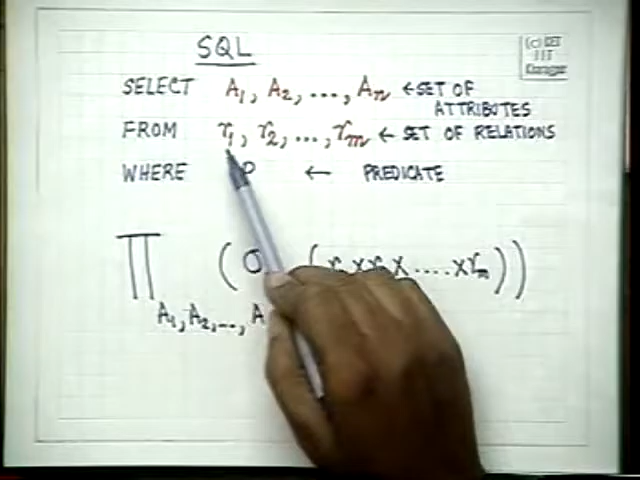 SQL
(C) CET
IIT
Kharagpur
SELECT A1, A2, ..., An ← SET OF ATTRIBUTES
FROM r1, r2, ..., rm ← SET OF RELATIONS
WHERE P ← PREDICATE
∏ A1, A2, ..., A (σ (r1 X r2 X .... X rm))